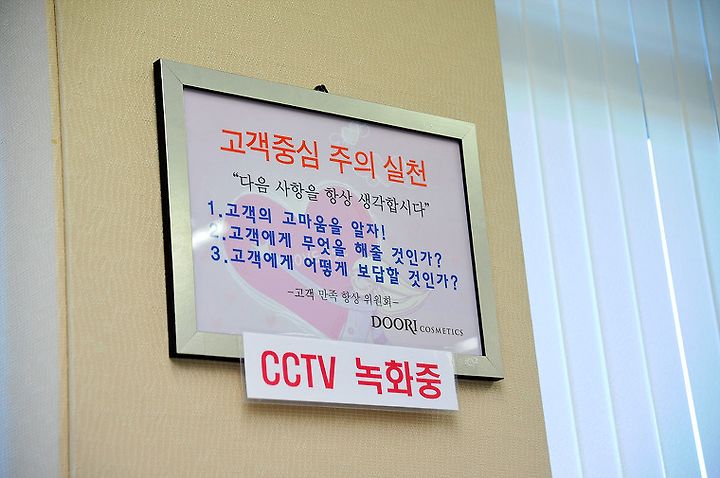 고객중심 주의 실천
“다음 사항을 항상 생각합시다”
1.고객의 고마움을 알자!
2.고객에게 무엇을 해줄 것인가?
3.고객에게 어떻게 보답할 것인가?
-고객 만족 향상 위원회-
DOORI COSMETICS
CCTV 녹화중